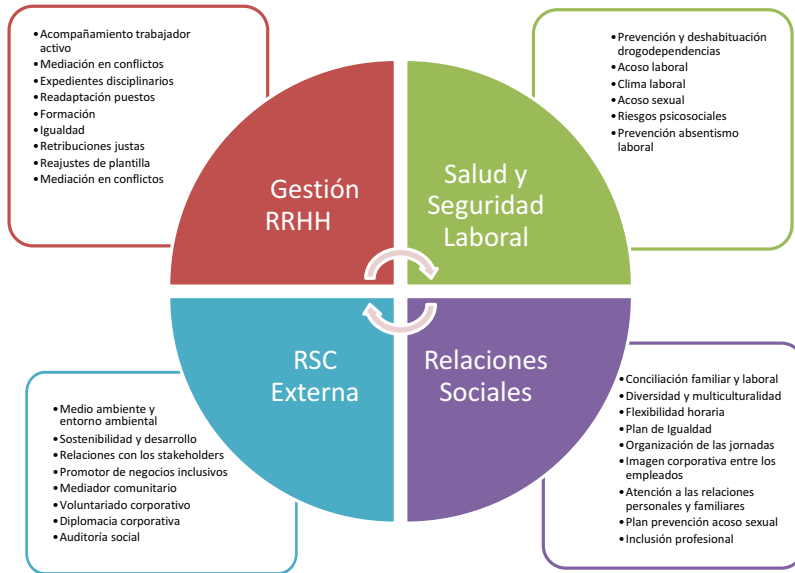 •Acompañamiento trabajador
activo
•Mediación en conflictos
•Expedientes disciplinarios
•Readaptación puestos
•Formación
•Igualdad
•Retribuciones justas
•Reajustes de plantilla
•Mediación en conflictos
•Prevención y deshabituación
drogodependencias
•Acoso laboral
•Clima laboral
•Acoso sexual
•Riesgos psicosociales
•Prevención absentismo
laboral
Gestión
RRHH
Salud y
Seguridad
Laboral
RSC
Externa
Relaciones
Sociales
•Medio ambiente y
entorno ambiental
•Sostenibilidad y desarrollo
•Relaciones con los stakeholders
•Promotor de negocios inclusivos
•Mediador comunitario
•Voluntariado corporativo
•Diplomacia corporativa
•Auditoría social
•Conciliación familiar y laboral
•Diversidad y multiculturalidad
•Flexibilidad horaria
•Plan de Igualdad
•Organización de las jornadas
•Imagen corporativa entre los
empleados
•Atención a las relaciones
personales y familiares
•Plan prevención acoso sexual
•Inclusión profesional